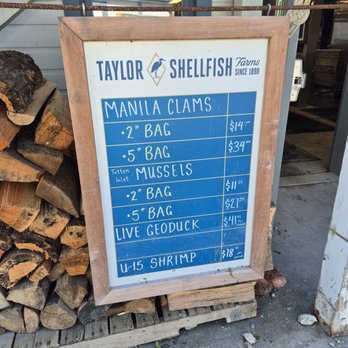 TAYLOR SHELLFISH Farms
SINCE 1890
MANILA CLAMS
·2" BAG $14
·5" BAG $34
Totten Inlet MUSSELS
·2" BAG $11
·5" BAG $27
LIVE GEODUCK $41
U-15 SHRIMP $18